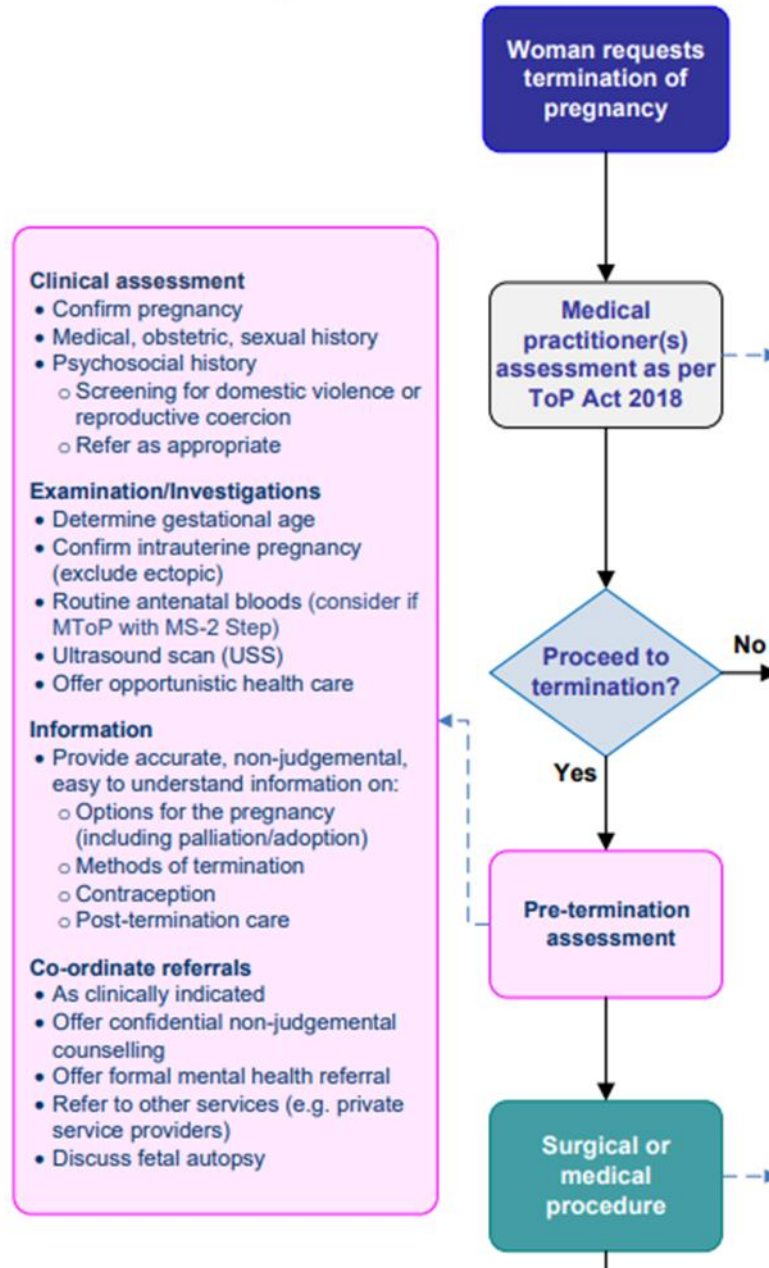 Woman requests
termination of
pregnancy
Medical
practitioner(s)
assessment as per
ToP Act 2018
Proceed to
termination?
No
Yes
Pre-termination
assessment
Surgical or
medical
procedure
Clinical assessment
• Confirm pregnancy
• Medical, obstetric, sexual history
• Psychosocial history
o Screening for domestic violence or
reproductive coercion
o Refer as appropriate
Examination/Investigations
• Determine gestational age
• Confirm intrauterine pregnancy
(exclude ectopic)
• Routine antenatal bloods (consider if
MToP with MS-2 Step)
• Ultrasound scan (USS)
• Offer opportunistic health care
Information
• Provide accurate, non-judgemental,
easy to understand information on:
o Options for the pregnancy
(including palliation/adoption)
o Methods of termination
o Contraception
o Post-termination care
Co-ordinate referrals
• As clinically indicated
• Offer confidential non-judgemental
counselling
• Offer formal mental health referral
• Refer to other services (e.g. private
service providers)
• Discuss fetal autopsy